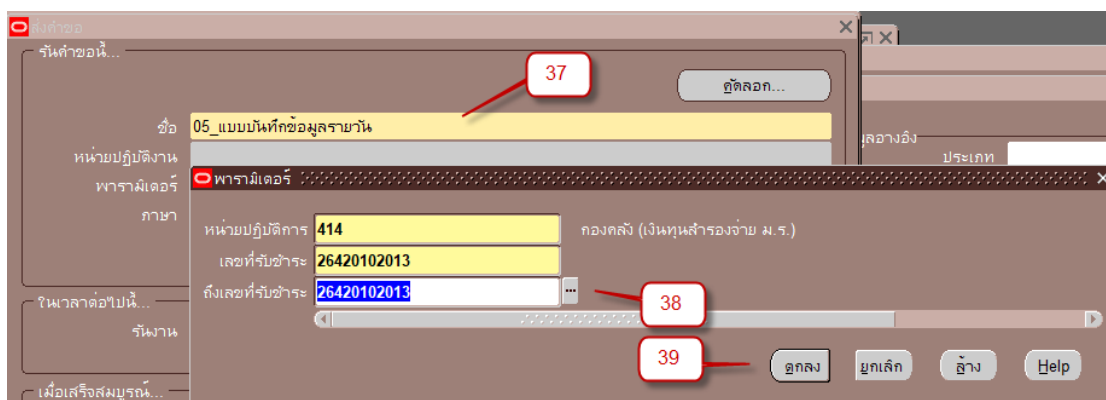 ส่งคำขอ
รันคำขอนี้...
37
คัดลอก...
ชื่อ 05_แบบบันทึกข้อมูลรายวัน
หน่วยปฏิบัติงาน
พารามิเตอร์
ภาษา
ประเภท
พารามิเตอร์
หน่วยปฏิบัติการ 414 กองคลัง (เงินทุนสำรองจ่าย ม.ร.)
เลขที่รับชำระ 26420102013
ถึงเลขที่รับชำระ 26420102013 ...
38
ในเวลาต่อไปนี้...
รันงาน
39
ตกลง ยกเลิก ล้าง Help
เมื่อเสร็จสมบูรณ์...